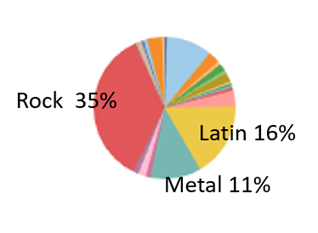 Rock 35%
Latin 16%
Metal 11%